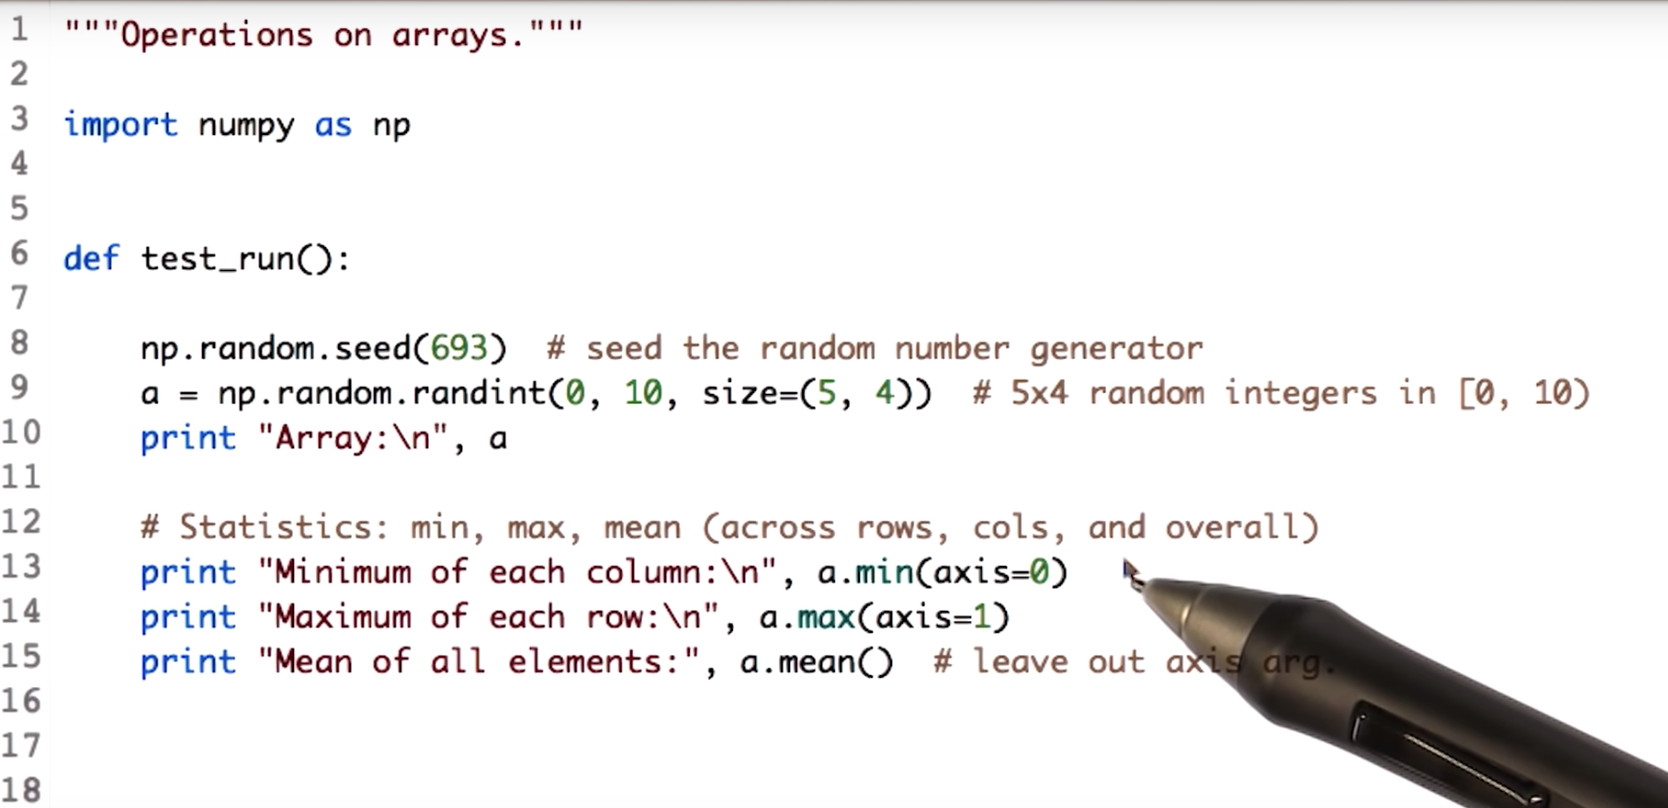 1 """Operations on arrays."""
2
3 import numpy as np
4
5
6 def test_run():
7
8     np.random.seed(693)  # seed the random number generator
9     a = np.random.randint(0, 10, size=(5, 4))  # 5x4 random integers in [0, 10)
10     print "Array:\n", a
11
12     # Statistics: min, max, mean (across rows, cols, and overall)
13     print "Minimum of each column:\n", a.min(axis=0)
14     print "Maximum of each row:\n", a.max(axis=1)
15     print "Mean of all elements:", a.mean()  # leave out axis arg.
16
17
18